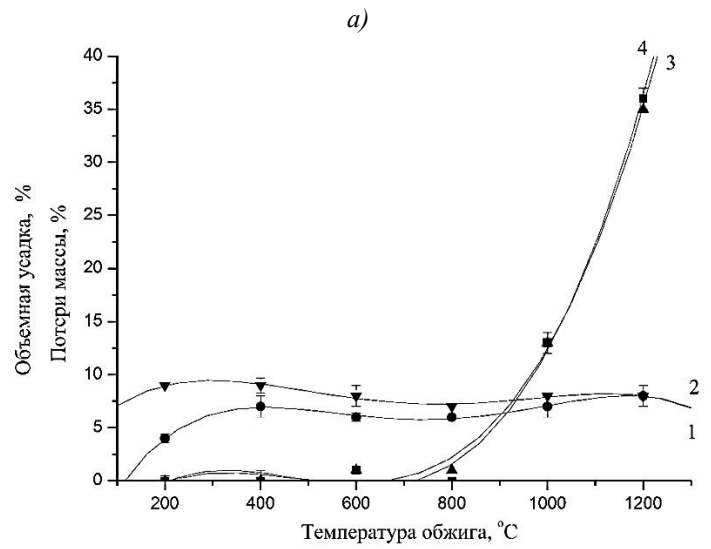 а)
4
3
40
35
30
25
20
15
10
5
0
Объемная усадка, %
Потери массы, %
2
1
200 400 600 800 1000 1200
Температура обжига, °C